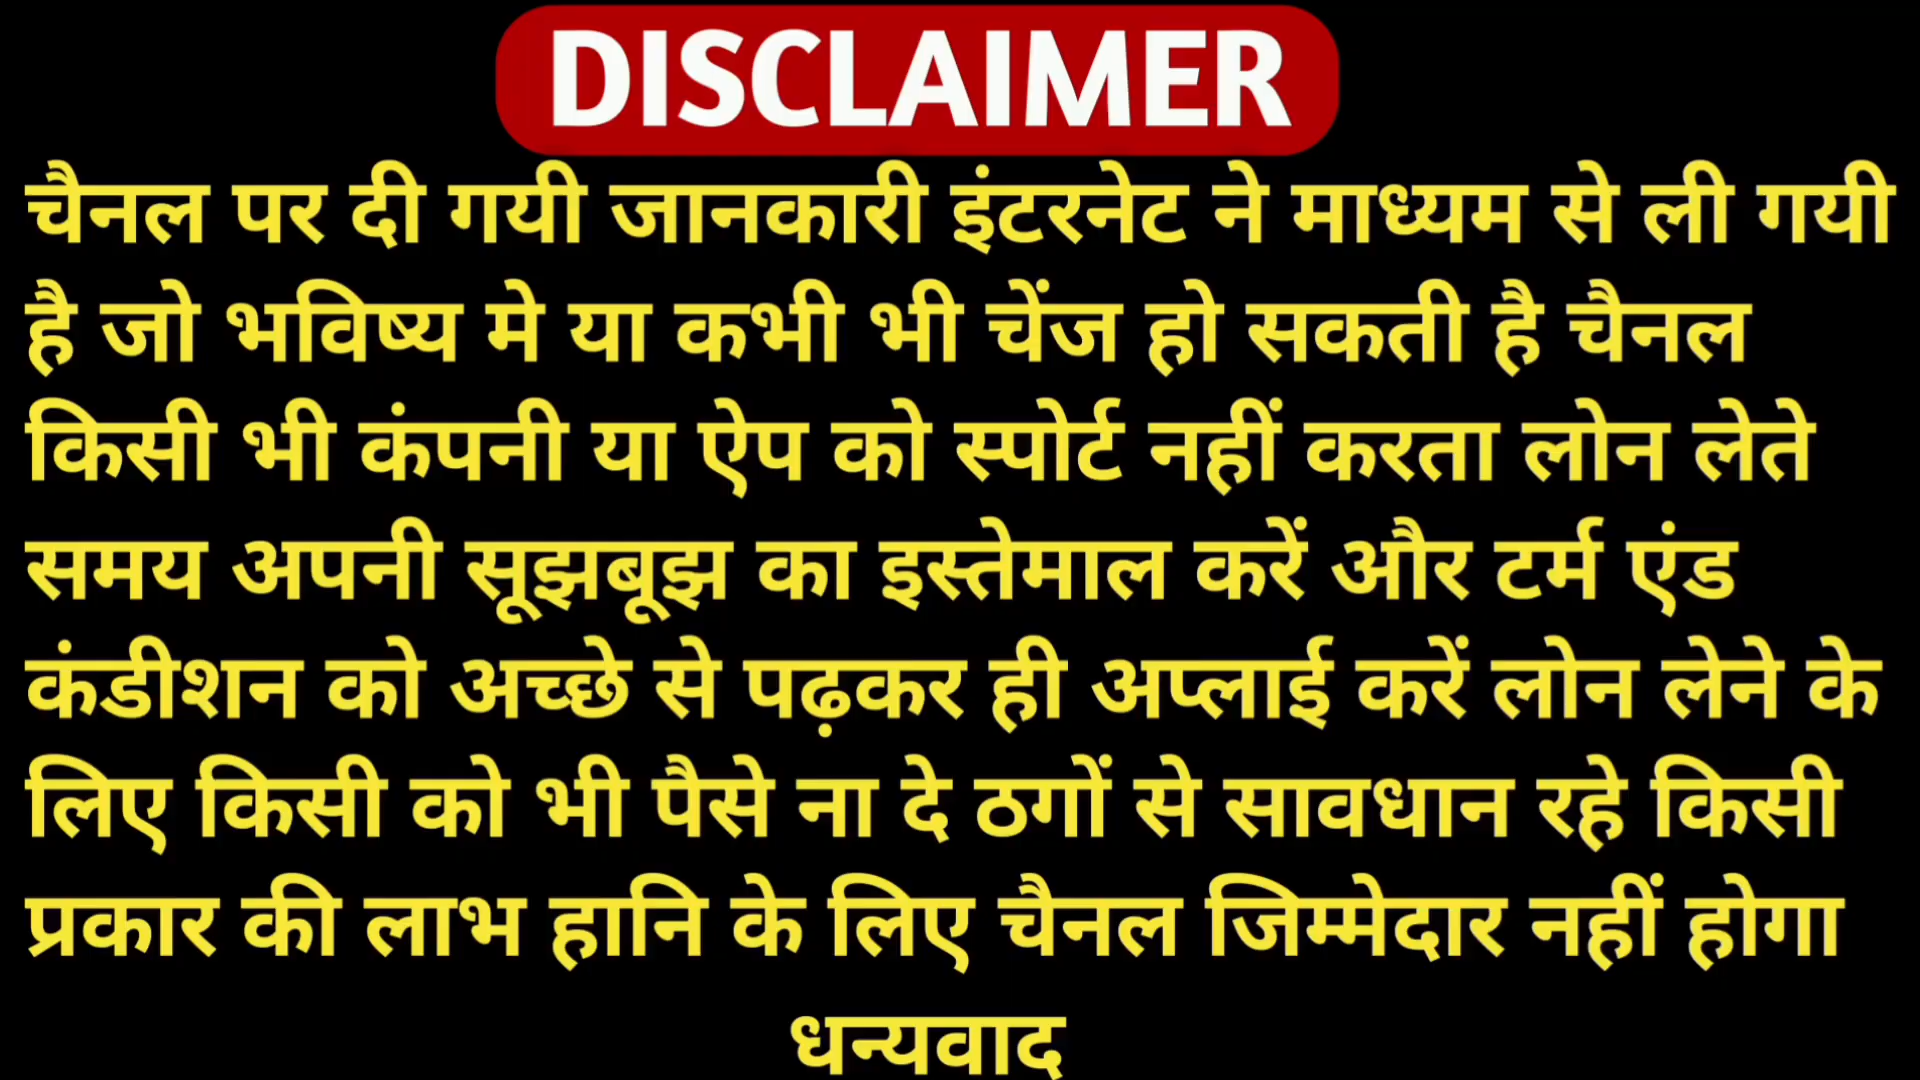 DISCLAIMER
चैनल पर दी गयी जानकारी इंटरनेट ने माध्यम से ली गयी
है जो भविष्य मे या कभी भी चेंज हो सकती है चैनल
किसी भी कंपनी या ऐप को स्पोर्ट नहीं करता लोन लेते
समय अपनी सूझबूझ का इस्तेमाल करें और टर्म एंड
कंडीशन को अच्छे से पढ़कर ही अप्लाई करें लोन लेने के
लिए किसी को भी पैसे ना दे ठगों से सावधान रहे किसी
प्रकार की लाभ हानि के लिए चैनल जिम्मेदार नहीं होगा
धन्यवाद